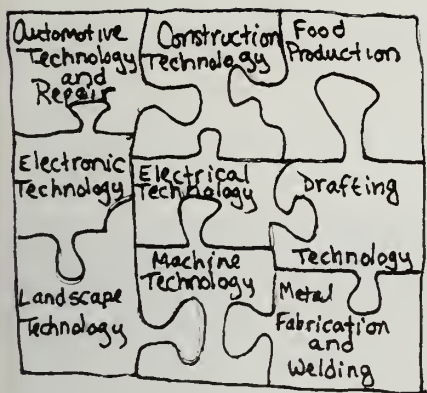 Automotive
Technology
and
Repair
Construction
Technology
Food
Production
Electronic
Technology
Electrical
Technology
Drafting
Technology
Landscape
Technology
Machine
Technology
Metal
Fabrication
and
Welding